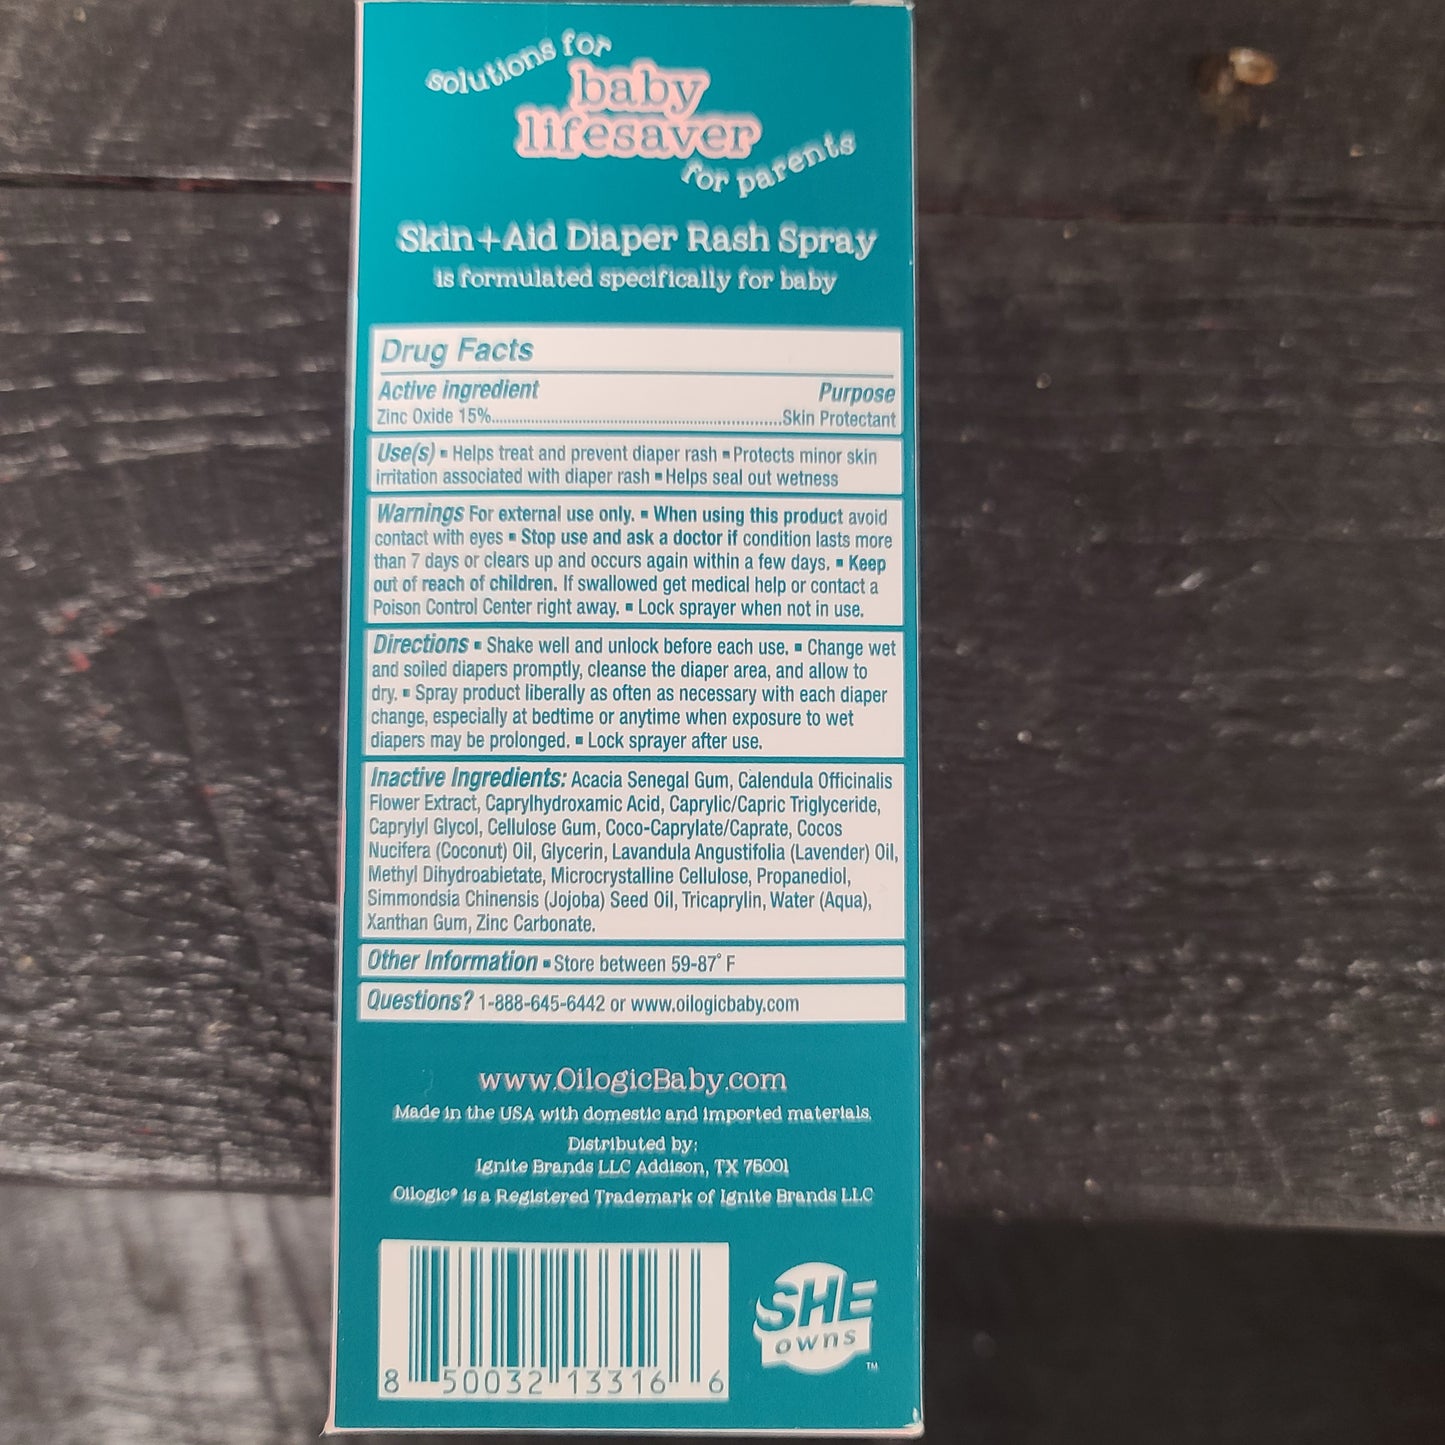 solutions for
baby
lifesaver
for parents
Skin+Aid Diaper Rash Spray
is formulated specifically for baby
Drug Facts
Active ingredient Purpose
Zinc Oxide 15%..........Skin Protectant
Use(s) ▪ Helps treat and prevent diaper rash ▪ Protects minor skin
irritation associated with diaper rash ▪ Helps seal out wetness
Warnings For external use only. ▪ When using this product avoid
contact with eyes ▪ Stop use and ask a doctor if condition lasts more
than 7 days or clears up and occurs again within a few days. ▪ Keep
out of reach of children. If swallowed get medical help or contact a
Poison Control Center right away. ▪ Lock sprayer when not in use.
Directions ▪ Shake well and unlock before each use. ▪ Change wet
and soiled diapers promptly, cleanse the diaper area, and allow to
dry. ▪ Spray product liberally as often as necessary with each diaper
change, especially at bedtime or anytime when exposure to wet
diapers may be prolonged. ▪ Lock sprayer after use.
Inactive Ingredients: Acacia Senegal Gum, Calendula Officinalis
Flower Extract, Caprylhydroxamic Acid, Caprylic/Capric Triglyceride,
Caprylyl Glycol, Cellulose Gum, Coco-Caprylate/Caprate, Cocos
Nucifera (Coconut) Oil, Glycerin, Lavandula Angustifolia (Lavender) Oil,
Methyl Dihydroabietate, Microcrystalline Cellulose, Propanediol,
Simmondsia Chinensis (Jojoba) Seed Oil, Tricaprylin, Water (Aqua),
Xanthan Gum, Zinc Carbonate.
Other Information ▪ Store between 59-87° F
Questions? 1-888-645-6442 or www.oilogicbaby.com
www.OilogicBaby.com
Made in the USA with domestic and imported materials.
Distributed by:
Ignite Brands LLC Addison, TX 75001
Oilogic® is a Registered Trademark of Ignite Brands LLC
8 50032 13316 6
SHE
owns
™